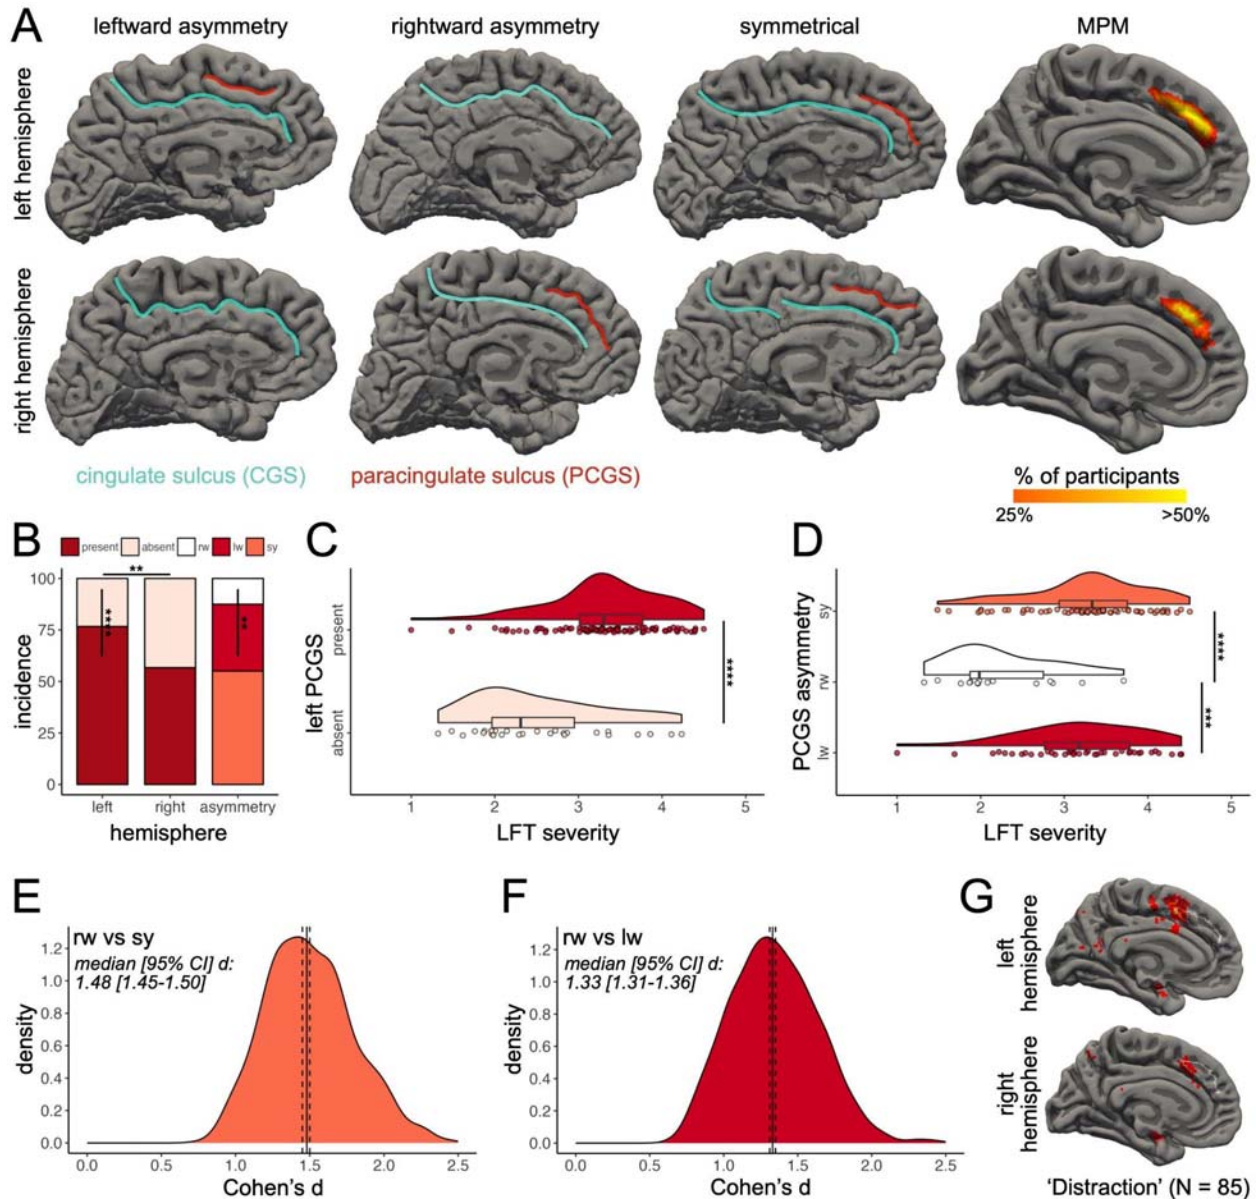 A
leftward asymmetry
rightward asymmetry
symmetrical
MPM
left hemisphere
right hemisphere
cingulate sulcus (CGS)
paracingulate sulcus (PCGS)
% of participants
25%
>50%
B
present
absent
rw
lw
sy
**
100
75
50
25
0
incidence
****
***
left
right
asymmetry
hemisphere
C
left PCGS
present
absent
****
1
2
3
4
5
LFT severity
D
PCGS asymmetry
sy
rw
lw
****
***
1
2
3
4
5
LFT severity
E
rw vs sy
median [95% CI] d:
1.48 [1.45-1.50]
density
1.2
1.0
0.8
0.6
0.4
0.2
0.0
0.0
0.5
1.0
1.5
2.0
2.5
Cohen's d
F
rw vs lw
median [95% CI] d:
1.33 [1.31-1.36]
density
1.2
1.0
0.8
0.6
0.4
0.2
0.0
0.0
0.5
1.0
1.5
2.0
2.5
Cohen's d
G
left
hemisphere
right
hemisphere
'Distraction' (N = 85)